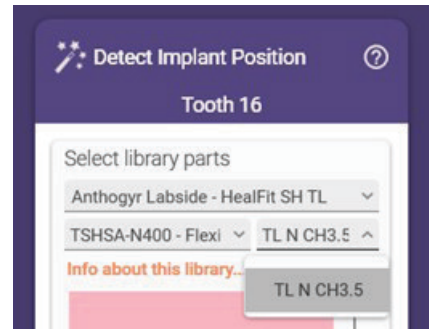 Detect Implant Position
Tooth 16
Select library parts
Anthogyr Labside - HealFit SH TL
TSHSA-N400 - Flexi TL N CH3.5
Info about this library...
TL N CH3.5